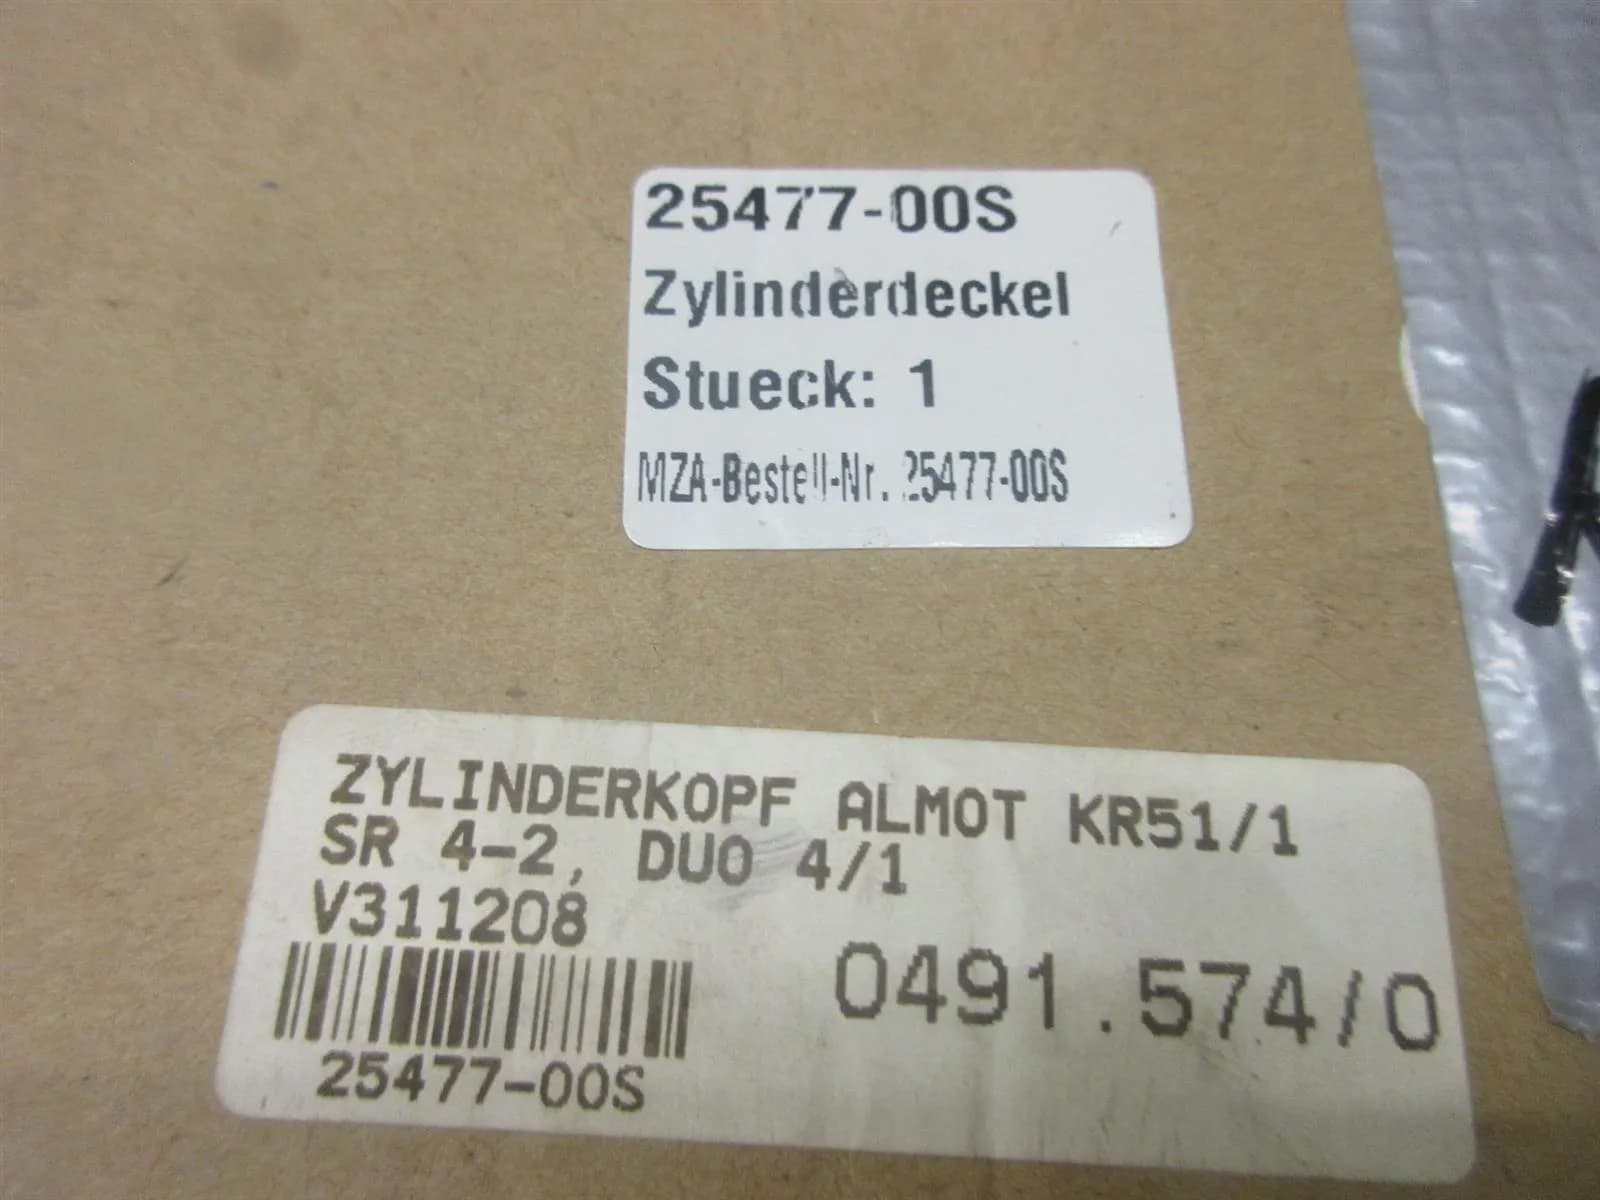 25477-00S
Zylinderdeckel
Stueck: 1
MZA-Bestell-Nr. 25477-00S
ZYLINDERKOPF ALMOT KR51/1
SR 4-2, DUO 4/1
V311208
0491.574/0
25477-00S